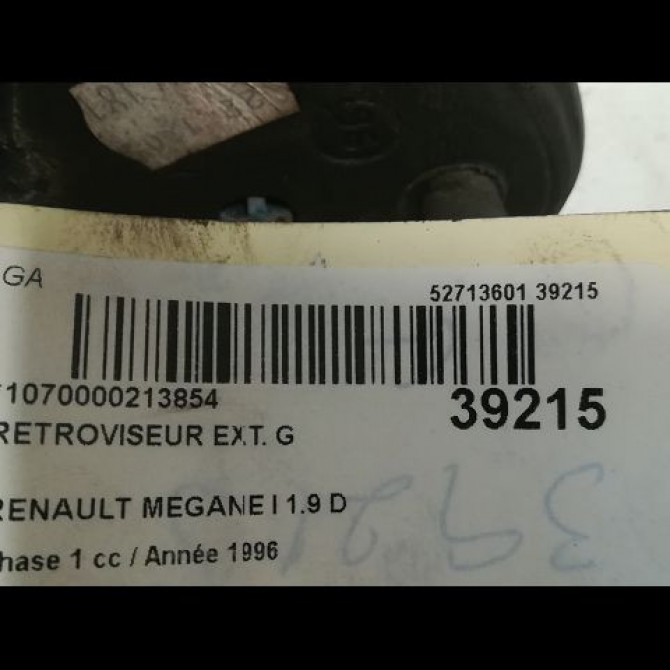 GA
52713601 39215
1070000213854
39215
RETROVISEUR EXT. G
RENAULT MEGANE I 1.9 D
hase 1 cc / Année 1996